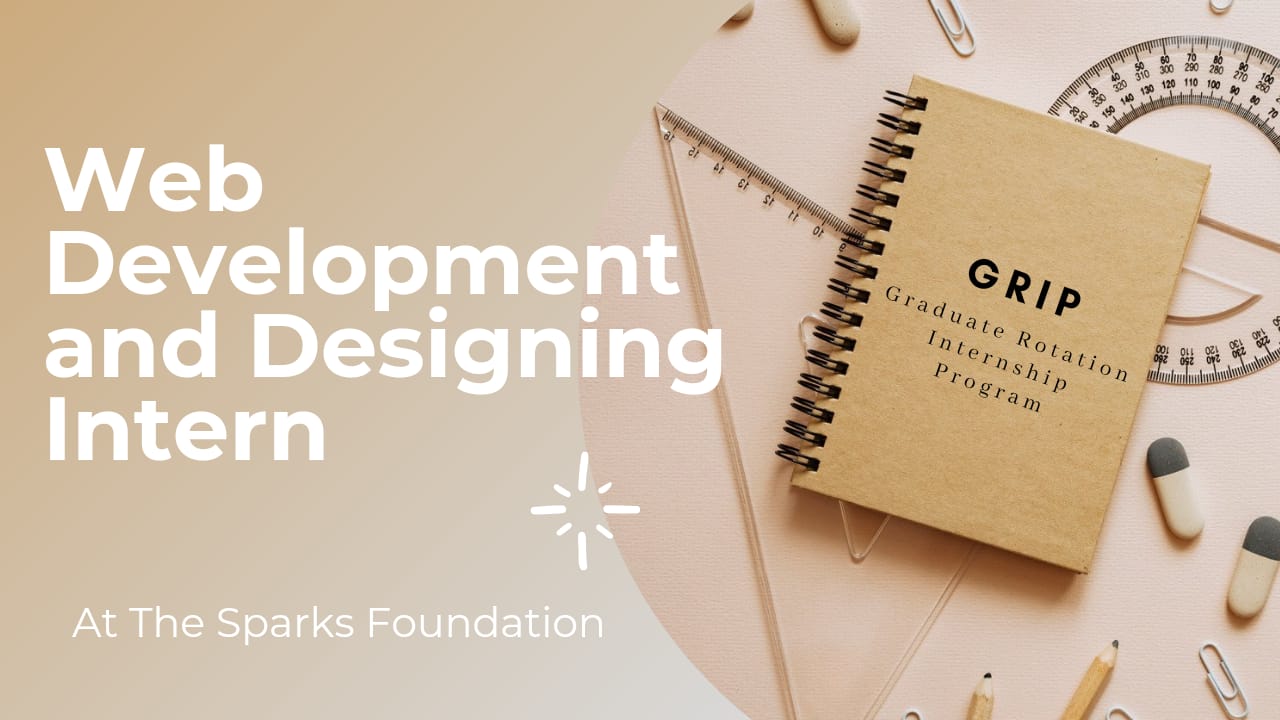 Web
Development
and Designing
Intern
At The Sparks Foundation
GRIP
Graduate Rotation
Internship
Program